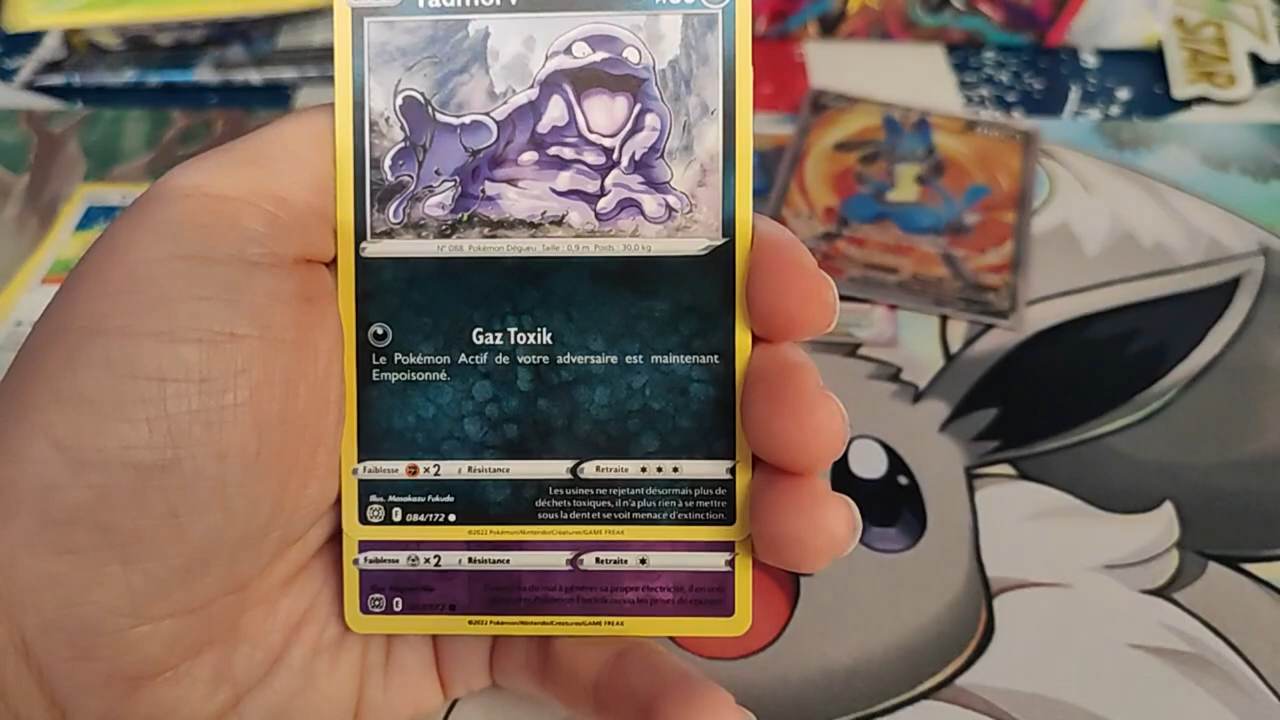 Tadmorv
N° 088 Pokémon Dégueu Taille : 0,9 m Poids : 30,0 kg
Gaz Toxik
Le Pokémon Actif de votre adversaire est maintenant
Empoisonné.
Faiblesse ×2 Résistance Retraite
Illus. Masakazu Fukuda
Les usines ne rejetant désormais plus de
déchets toxiques, il n'a plus rien à se mettre
sous la dent et se voit menacé d'extinction.
F 084/172
©2022 Pokémon/Nintendo/Creatures/GAME FREAK
Faiblesse ×2 Résistance Retraite
©2022 Pokémon/Nintendo/Creatures/GAME FREAK
STAR